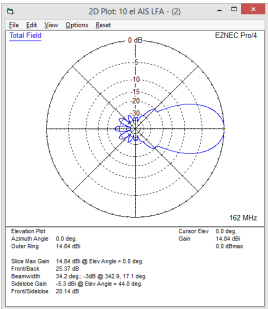 2D Plot: 10 el AIS LFA - (2)
File Edit View Options Reset
Total Field
EZNEC Pro/4
0 dB
-5
-10
-15
-20
-30
162 MHz
Elevation Plot
Azimuth Angle 0.0 deg.
Outer Ring 14.84 dBi
Cursor Elev 0.0 deg.
Gain 14.84 dBi
0.0 dBmax
Slice Max Gain 14.84 dBi @ Elev Angle = 0.0 deg.
Front/Back 25.37 dB
Beamwidth 34.2 deg.; -3dB @ 342.9, 17.1 deg.
Sidelobe Gain -5.3 dBi @ Elev Angle = 44.0 deg.
Front/Sidelobe 20.14 dB